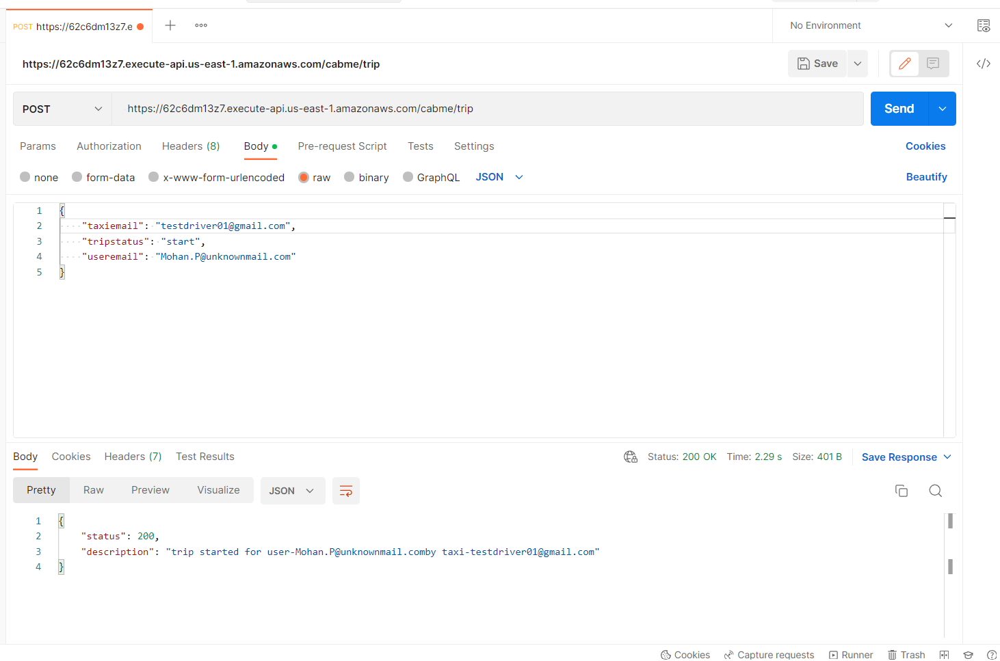 POST https://62c6dm13z7.e
No Environment
https://62c6dm13z7.execute-api.us-east-1.amazonaws.com/cabme/trip
Save
POST
https://62c6dm13z7.execute-api.us-east-1.amazonaws.com/cabme/trip
Send
Params Authorization Headers (8) Body Pre-request Script Tests Settings Cookies
none form-data x-www-form-urlencoded raw binary GraphQL JSON Beautify
1 {
2 "taxiemail": "testdriver01@gmail.com",
3 "tripstatus": "start",
4 "useremail": "Mohan.P@unknownmail.com"
5 }
Body Cookies Headers (7) Test Results Status: 200 OK Time: 2.29 s Size: 401 B Save Response
Pretty Raw Preview Visualize JSON
1 {
2 "status": 200,
3 "description": "trip started for user-Mohan.P@unknownmail.comby taxi-testdriver01@gmail.com"
4 }
Cookies Capture requests Runner Trash